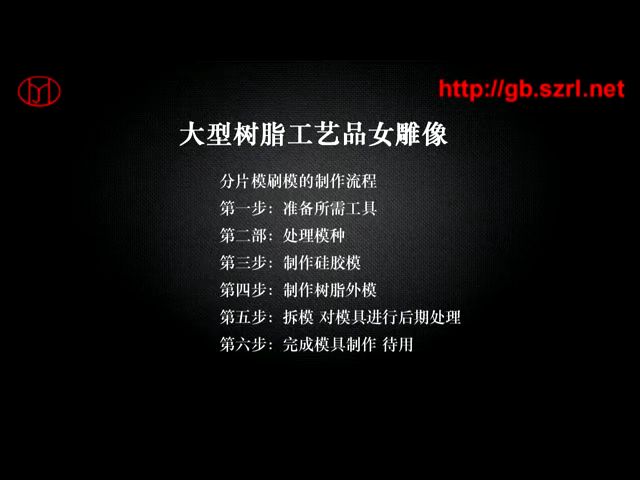 http://gb.szrl.net
大型树脂工艺品女雕像
分片模刷模的制作流程
第一步：准备所需工具
第二部：处理模种
第三步：制作硅胶模
第四步：制作树脂外模
第五步：拆模 对模具进行后期处理
第六步：完成模具制作 待用